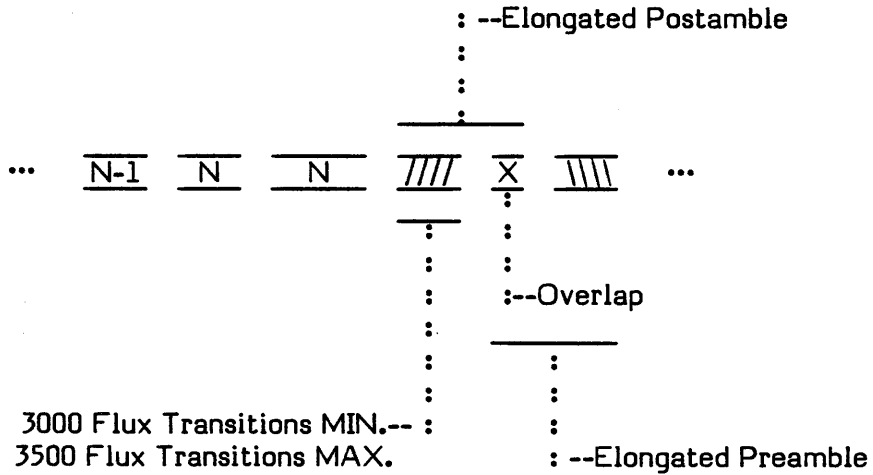 --Elongated Postamble
... N-1 N N //// X \\\\ ...
--Overlap
3000 Flux Transitions MIN.--
3500 Flux Transitions MAX.
--Elongated Preamble